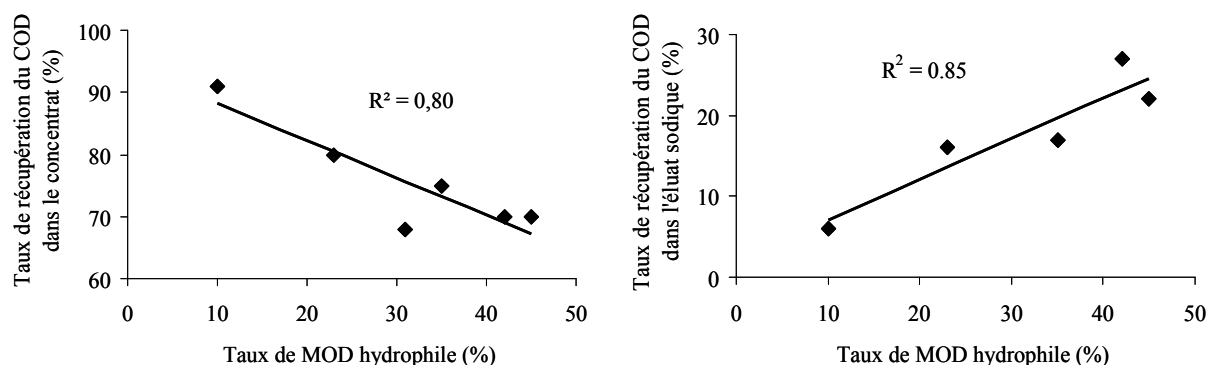 Taux de récupération du COD
dans le concentrat (%)
100
90
80
70
60
R² = 0,80
0 10 20 30 40 50
Taux de MOD hydrophile (%)
Taux de récupération du COD
dans l'éluat sodique (%)
30
20
10
0
R² = 0.85
0 10 20 30 40 50
Taux de MOD hydrophile (%)